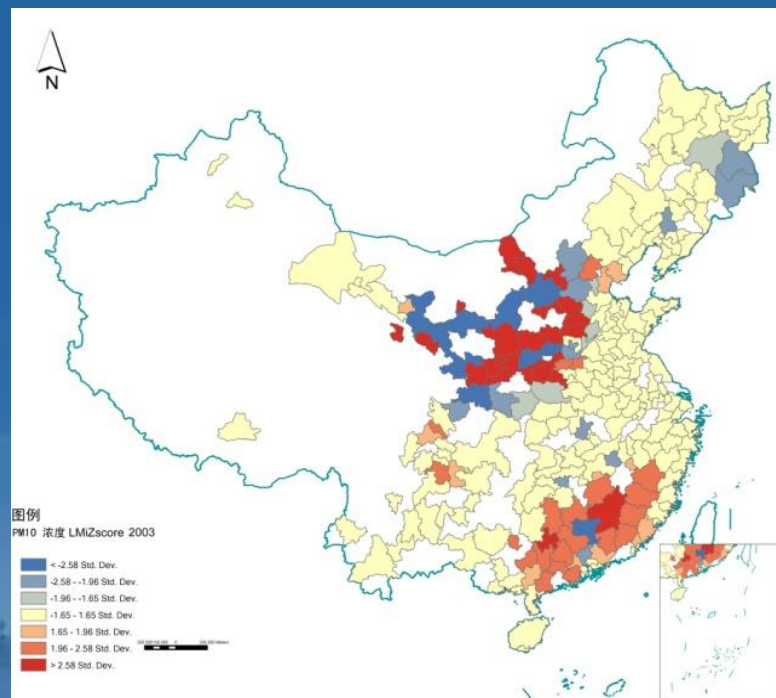 N
图例
PM10 浓度 LMiZscore 2003
< -2.58 Std. Dev.
-2.58 - -1.96 Std. Dev.
-1.96 - -1.65 Std. Dev.
-1.65 - 1.65 Std. Dev.
1.65 - 1.96 Std. Dev.
1.96 - 2.58 Std. Dev.
> 2.58 Std. Dev.